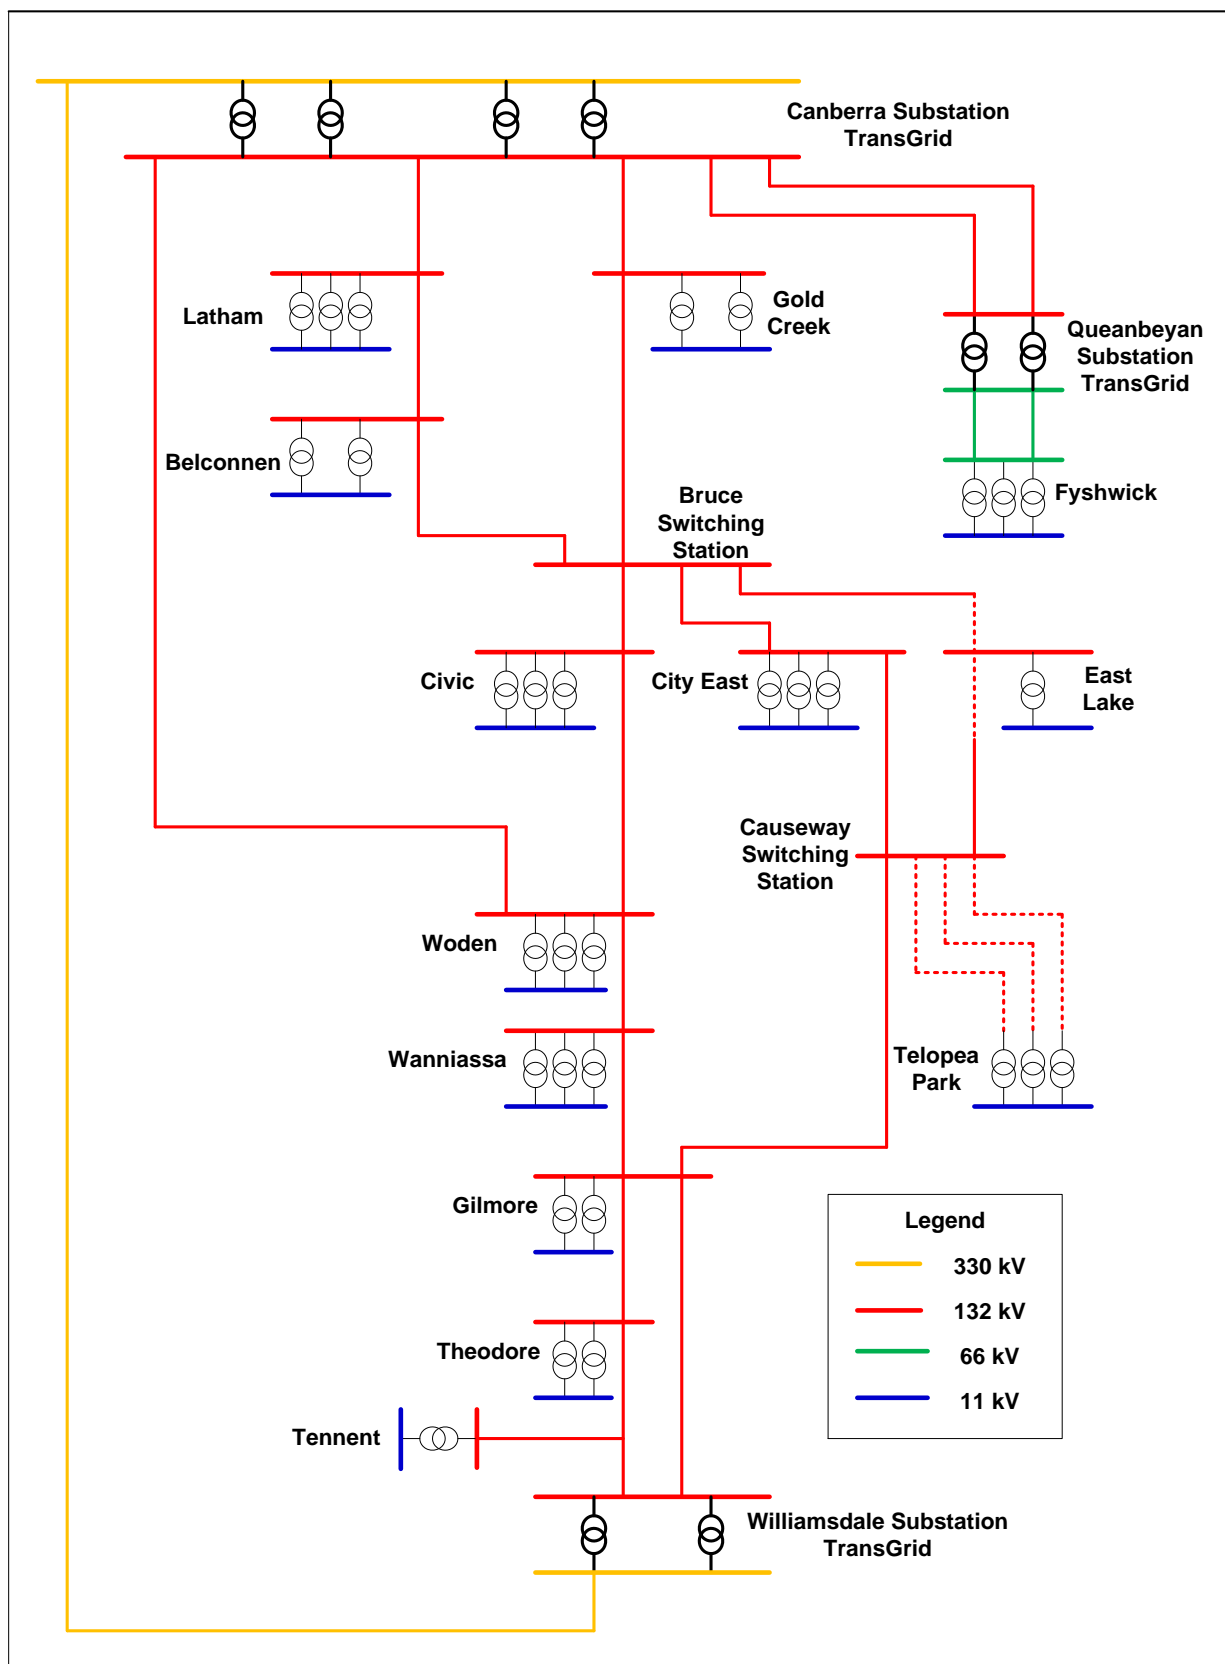 Canberra Substation
TransGrid
Latham
Gold
Creek
Queanbeyan
Substation
TransGrid
Belconnen
Fyshwick
Bruce
Switching
Station
Civic
City East
East
Lake
Causeway
Switching
Station
Woden
Wanniassa
Telopea
Park
Gilmore
Legend
330 kV
132 kV
66 kV
11 kV
Theodore
Tennent
Williamsdale Substation
TransGrid